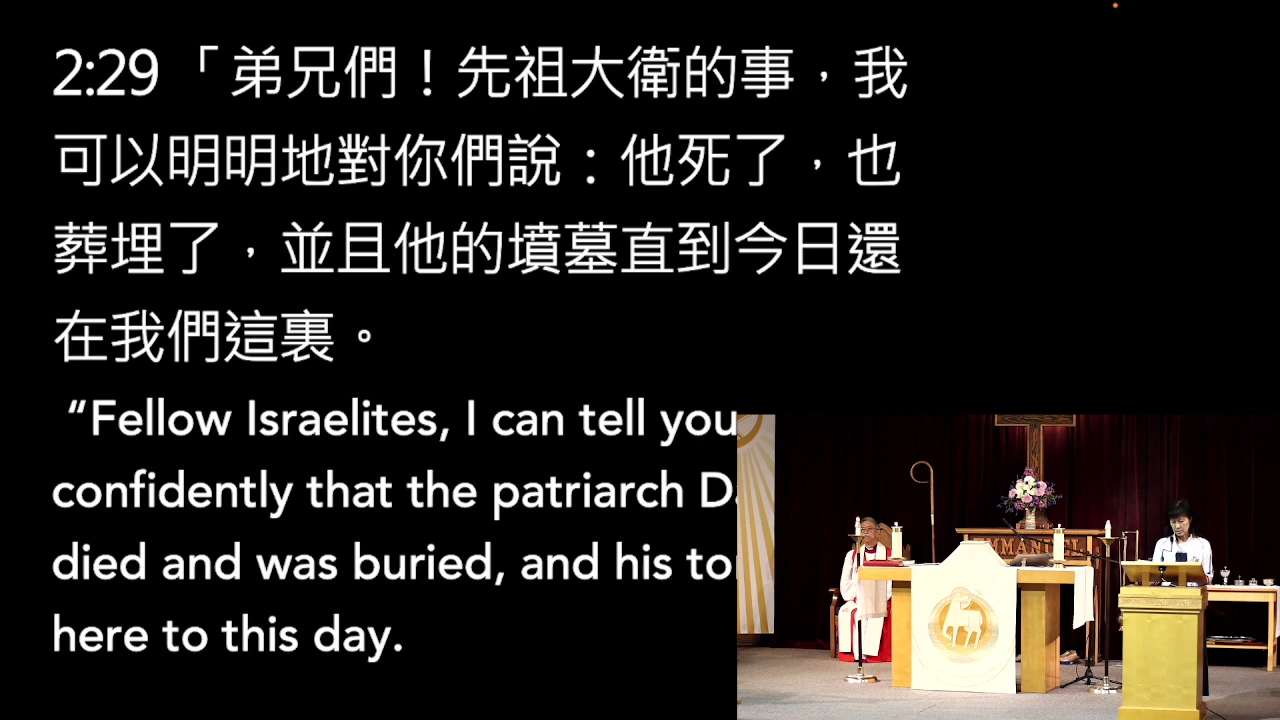 2:29「弟兄們！先祖大衛的事，我
可以明明地對你們說：他死了，也
葬埋了，並且他的墳墓直到今日還
在我們這裏。
“Fellow Israelites, I can tell you
confidently that the patriarch
died and was buried, and his
here to this day.